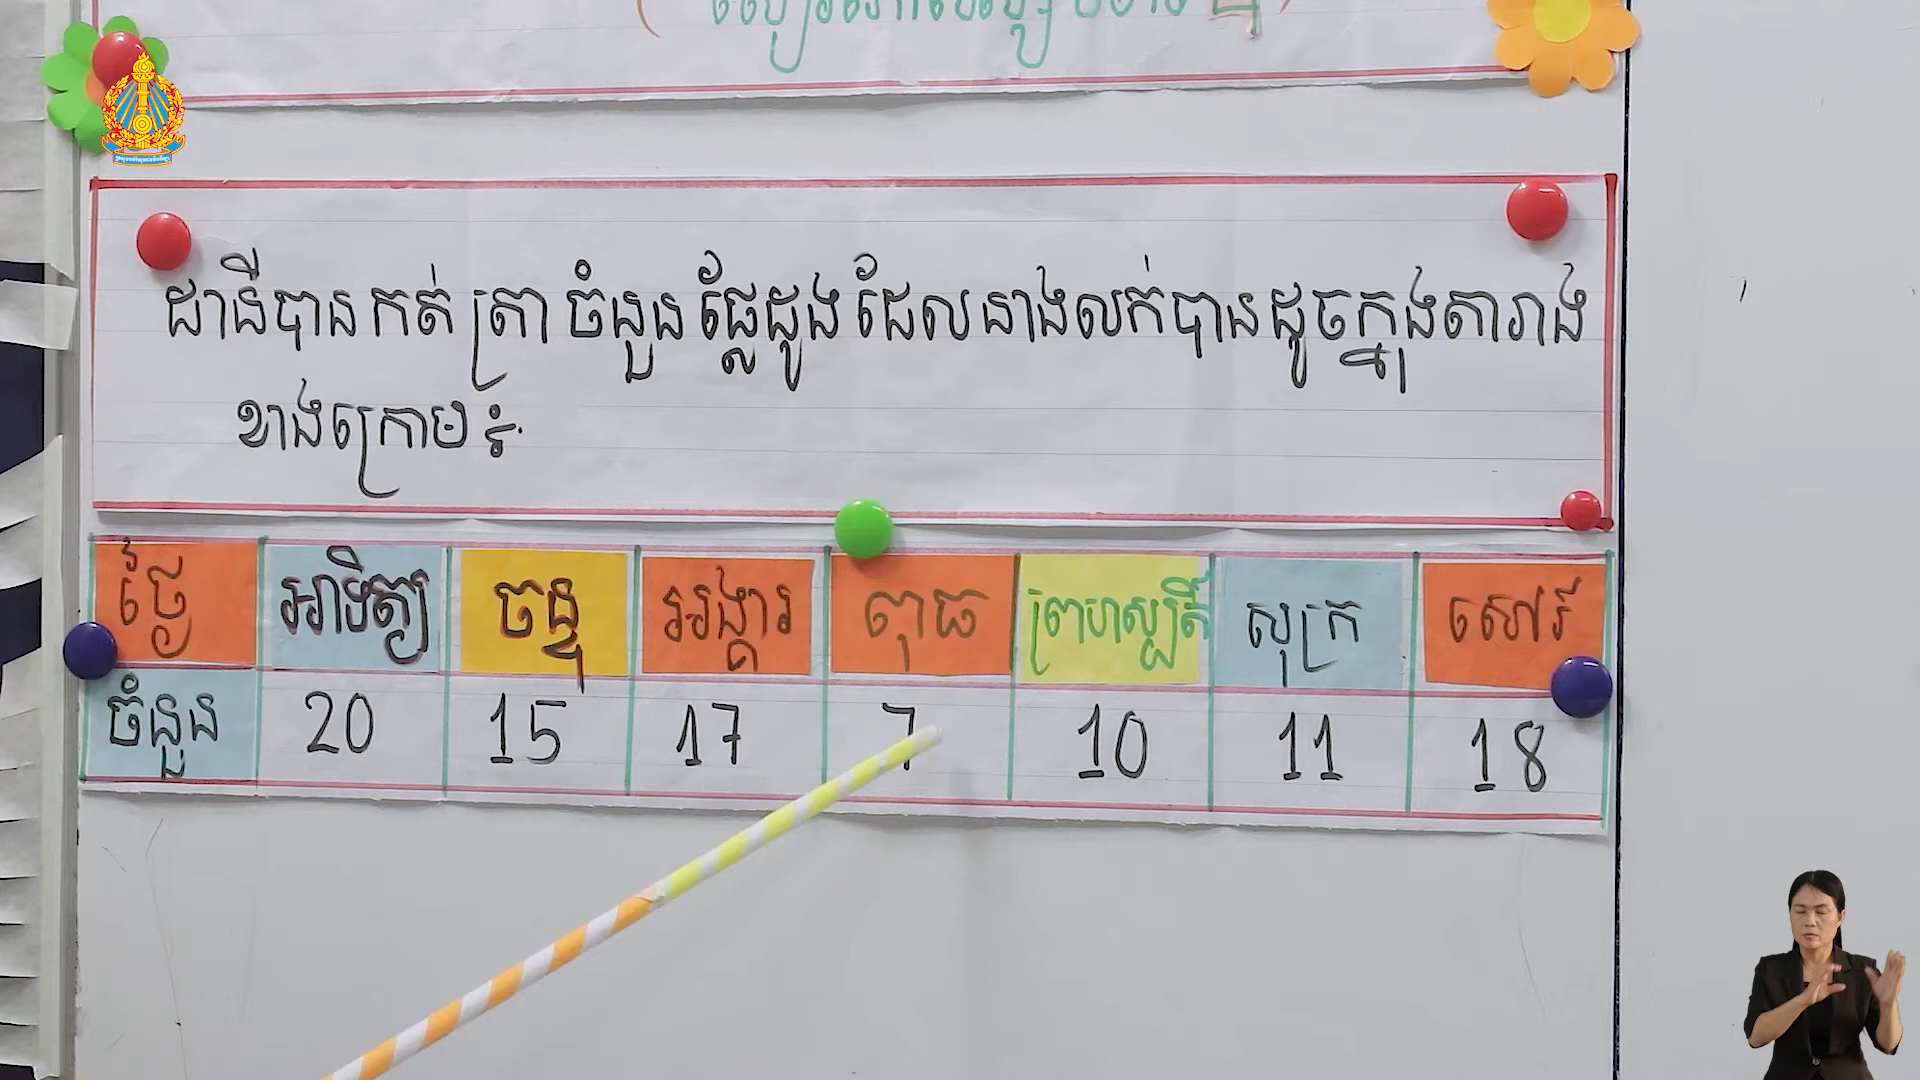 ដានីបានកត់ត្រាចំនួនផ្លែដូងដែលនាងលក់បានដូចក្នុងតារាង
ខាងក្រោម៖
ថ្ងៃ អាទិត្យ ចន្ទ អង្គារ ពុធ ព្រហស្បតិ៍ សុក្រ សៅរ៍
ចំនួន 20 15 17 7 10 11 18